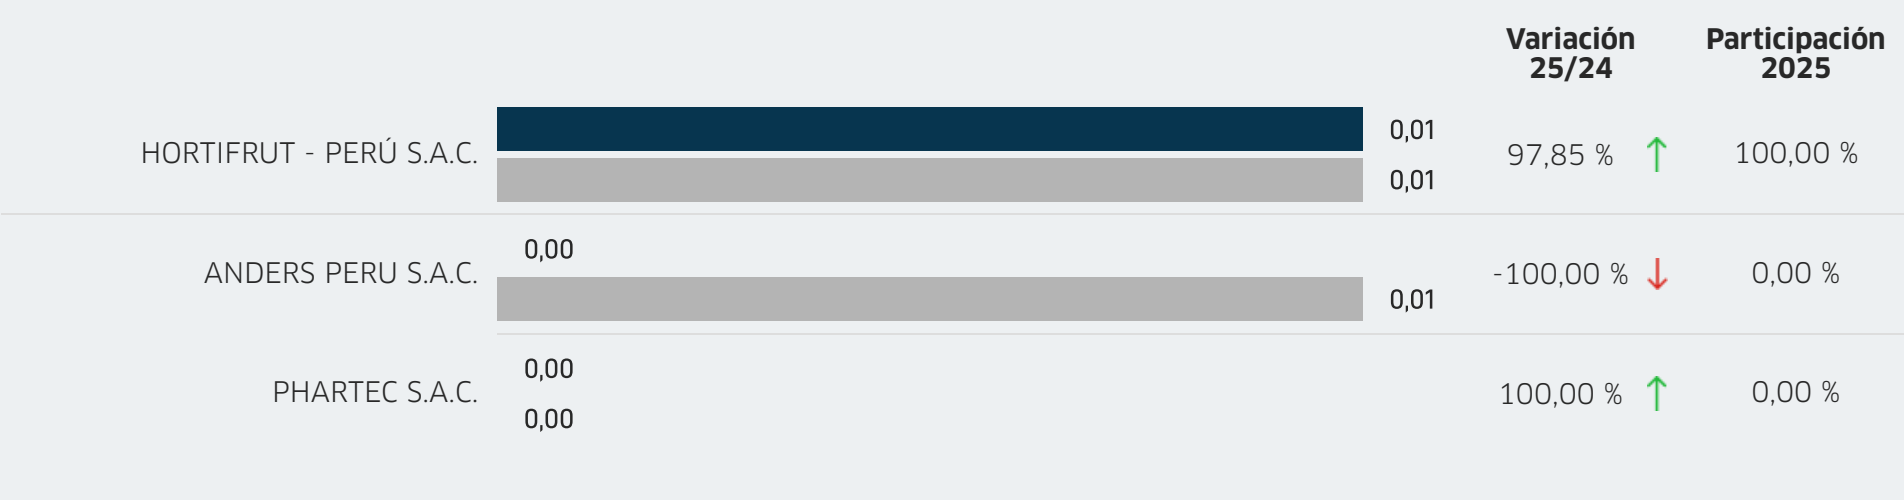 Variación
25/24
Participación
2025
HORTIFRUT - PERÚ S.A.C.
0,01
0,01
97,85 %
100,00 %
ANDERS PERU S.A.C.
0,00
0,01
-100,00 %
0,00 %
PHARTEC S.A.C.
0,00
0,00
100,00 %
0,00 %